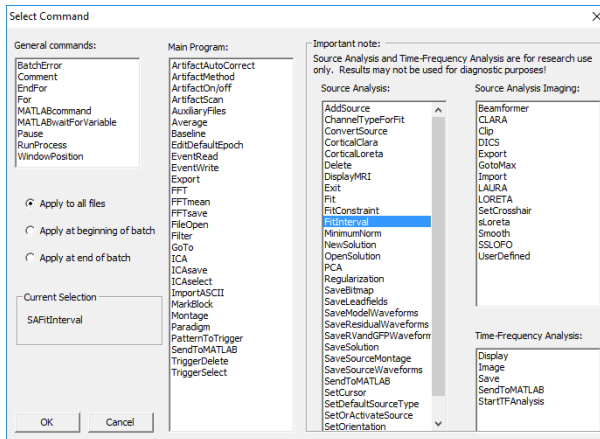 Select Command
General commands:
BatchError
Comment
EndFor
For
MATLABcommand
MATLABwaitForVariable
Pause
RunProcess
WindowPosition
Apply to all files
Apply at beginning of batch
Apply at end of batch
Current Selection
SAFitInterval
OK
Cancel
Main Program:
ArtifactAutoCorrect
ArtifactMethod
ArtifactOn/off
ArtifactScan
AuxiliaryFiles
Average
Baseline
EditDefaultEpoch
EventRead
EventWrite
Export
FFT
FFTmean
FFTsave
FileOpen
Filter
GoTo
ICA
ICAsave
ICAselect
ImportASCII
MarkBlock
Montage
Paradigm
PatternToTrigger
SendToMATLAB
TriggerDelete
TriggerSelect
Important note:
Source Analysis and Time-Frequency Analysis are for research use
only. Results may not be used for diagnostic purposes!
Source Analysis:
AddSource
ChannelTypeForFit
ConvertSource
CorticalClara
CorticalLoreta
Delete
DisplayMRI
Exit
Fit
FitConstraint
FitInterval
MinimumNorm
NewSolution
OpenSolution
PCA
Regularization
SaveBitmap
SaveLeadfields
SaveModelWaveforms
SaveResidualWaveforms
SaveRVandGFPWaveform
SaveSolution
SaveSourceMontage
SaveSourceWaveforms
SendToMATLAB
SetCursor
SetDefaultSourceType
SetOrActivateSource
SetOrientation
Source Analysis Imaging:
Beamformer
CLARA
Clip
DICS
Export
GotoMax
Import
LAURA
LORETA
SetCrosshair
sLoreta
Smooth
SSLOFO
UserDefined
Time-Frequency Analysis:
Display
Image
Save
SendToMATLAB
StartTFAnalysis